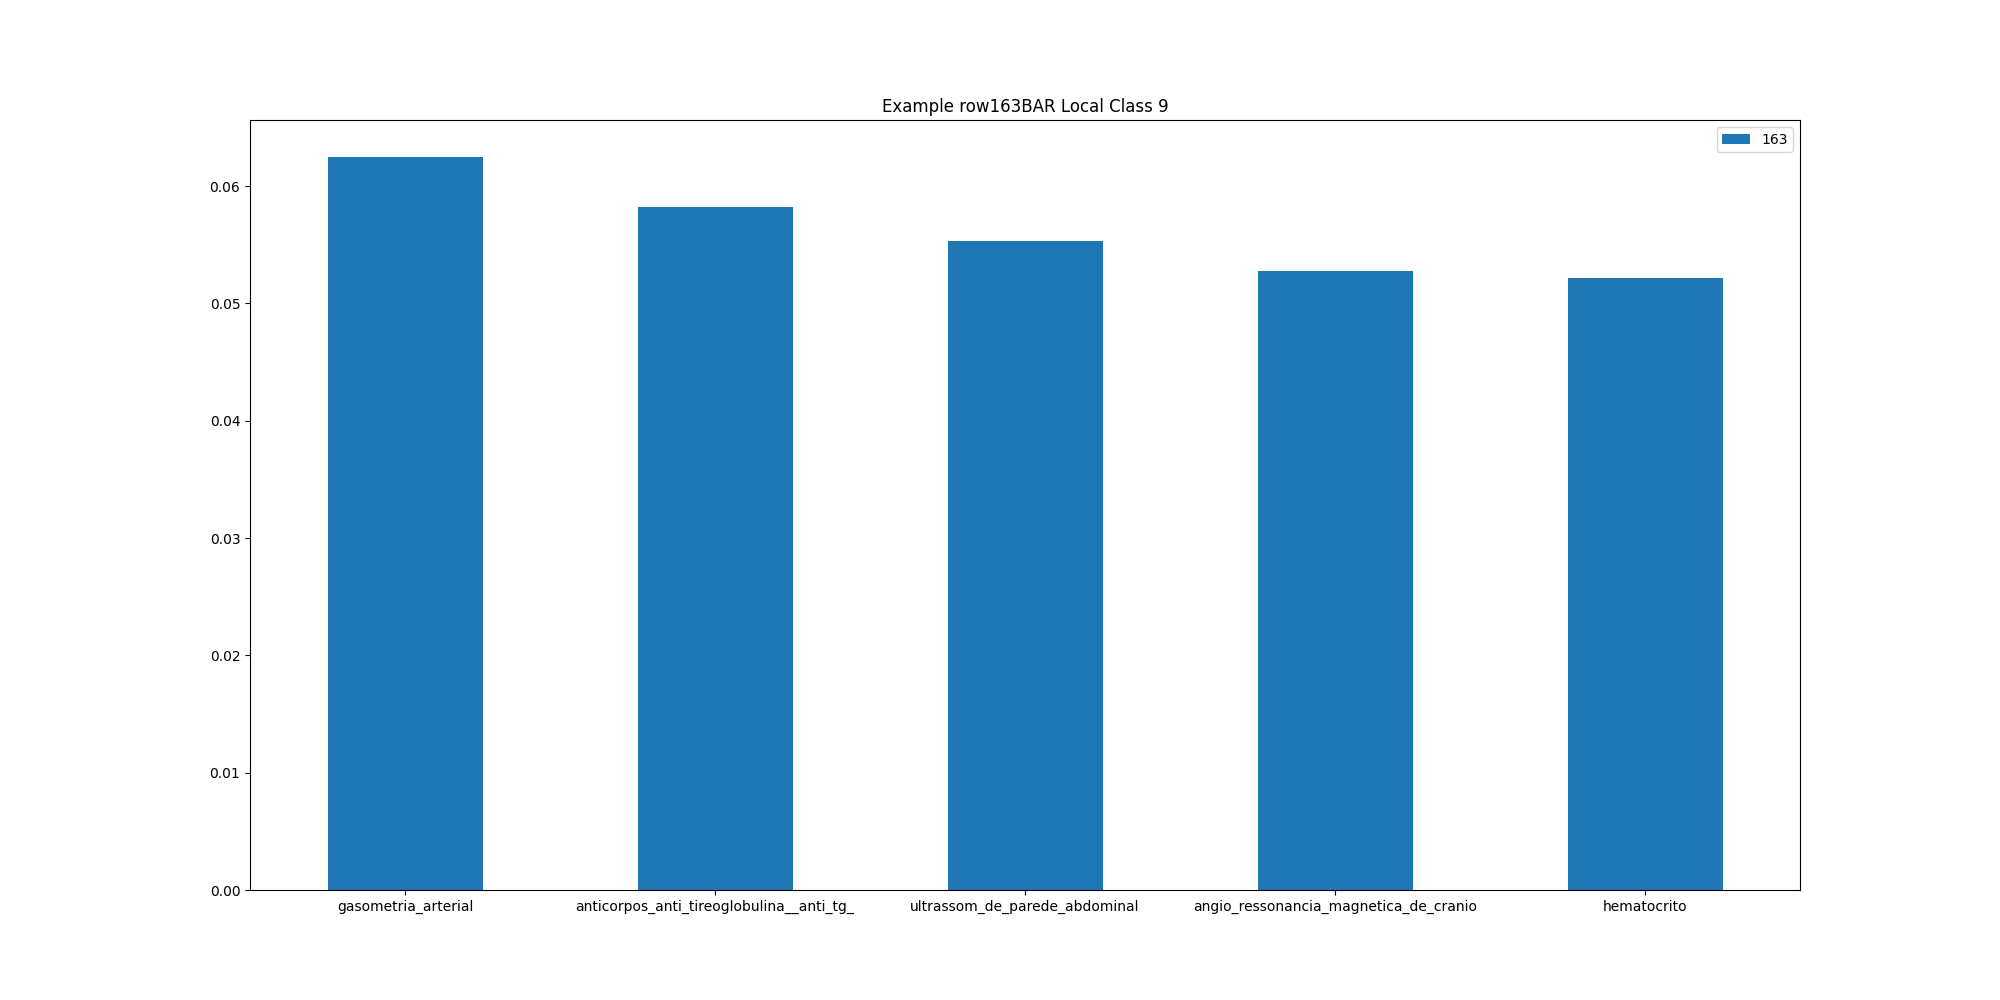 Example row163BAR Local Class 9
163
0.06
0.05
0.04
0.03
0.02
0.01
0.00
gasometria_arterial
anticorpos_anti_tireoglobulina__anti_tg_
ultrassom_de_parede_abdominal
angio_ressonancia_magnetica_de_cranio
hematocrito